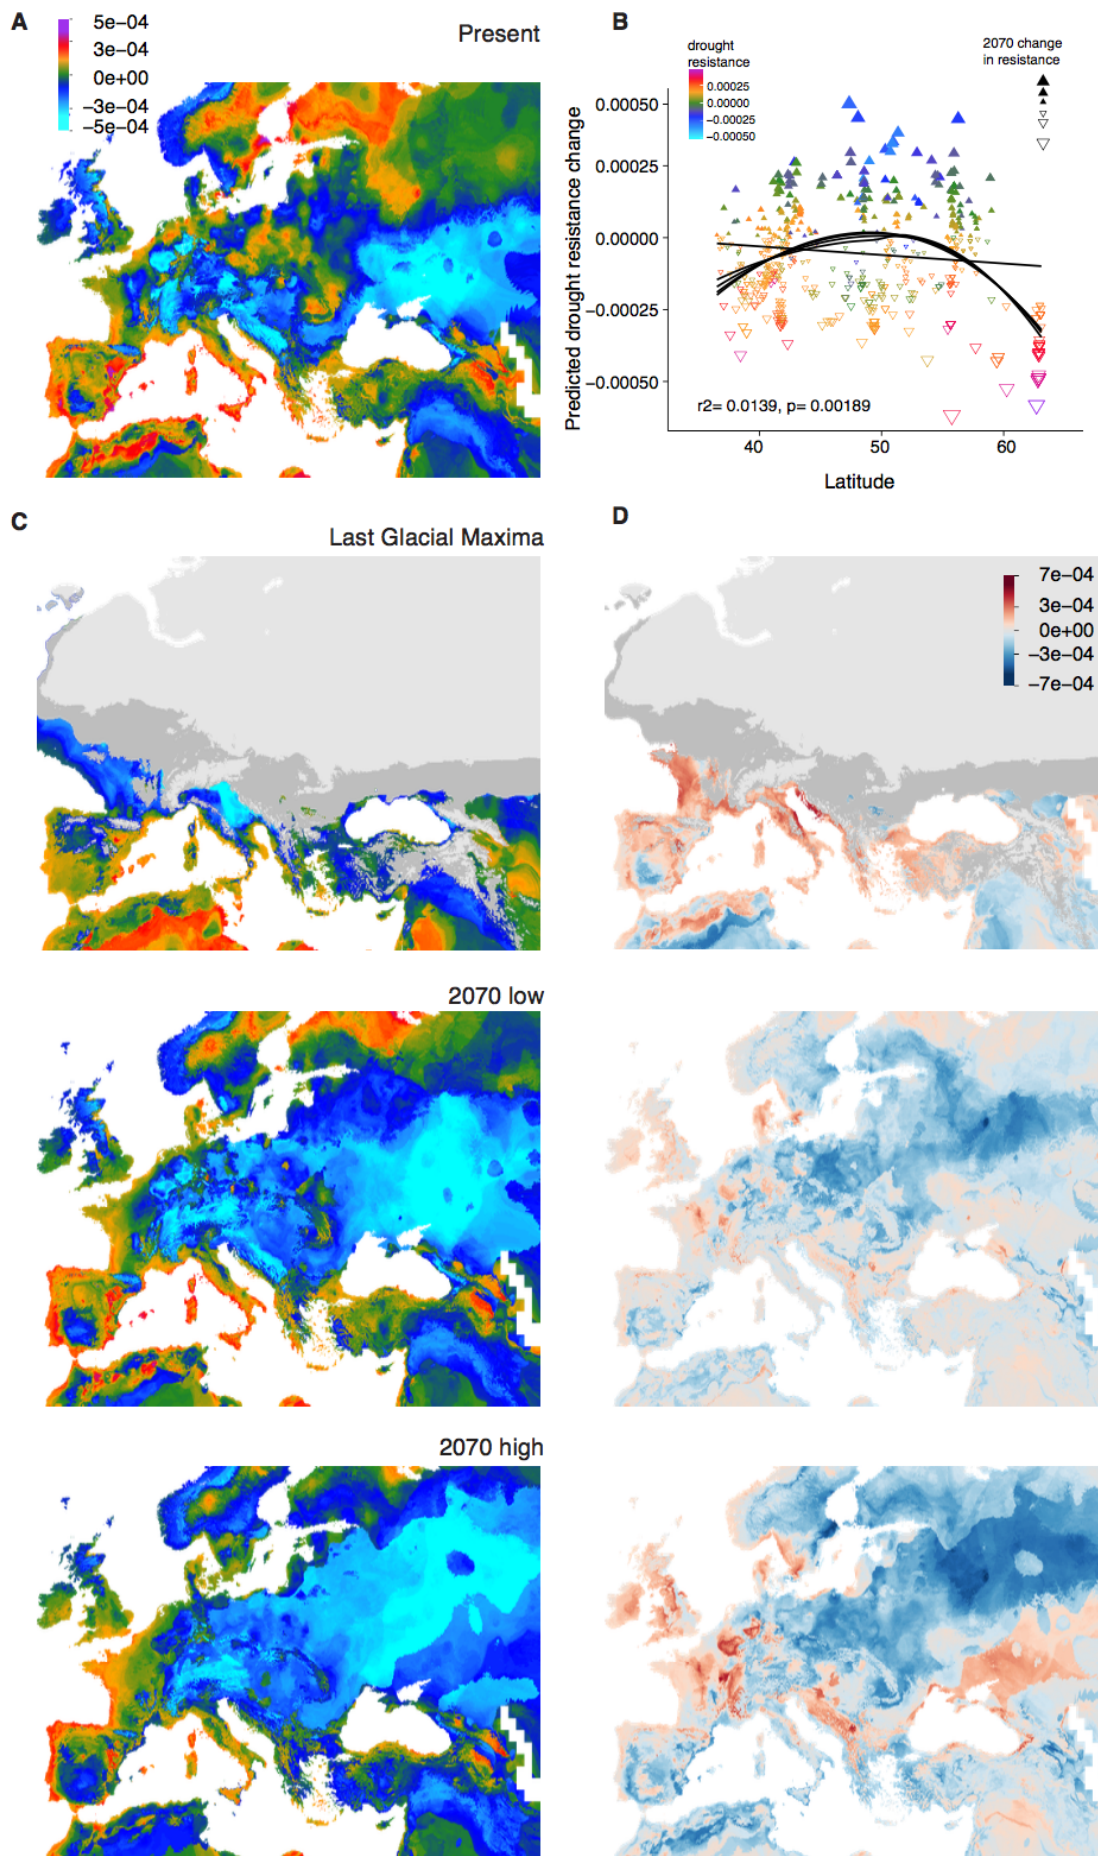 A
5e−04
3e−04
0e+00
−3e−04
−5e−04
Present
B
drought
resistance
0.00025
0.00000
−0.00025
−0.00050
2070 change
in resistance
Predicted drought resistance change
0.00050
0.00025
0.00000
−0.00025
−0.00050
r2= 0.0139, p= 0.00189
40
50
60
Latitude
C
Last Glacial Maxima
D
7e−04
3e−04
0e+00
−3e−04
−7e−04
2070 low
2070 high